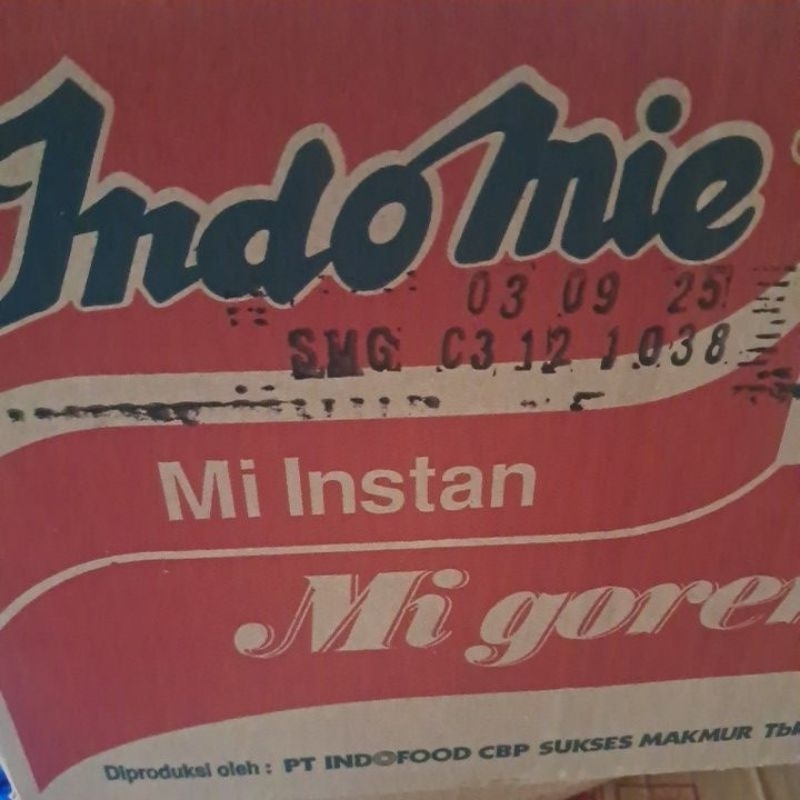 Indomie
03 09 25
SMG C3 12 1038
Mi Instan
Mi goren
Diproduksi oleh : PT INDOFOOD CBP SUKSES MAKMUR Tbk